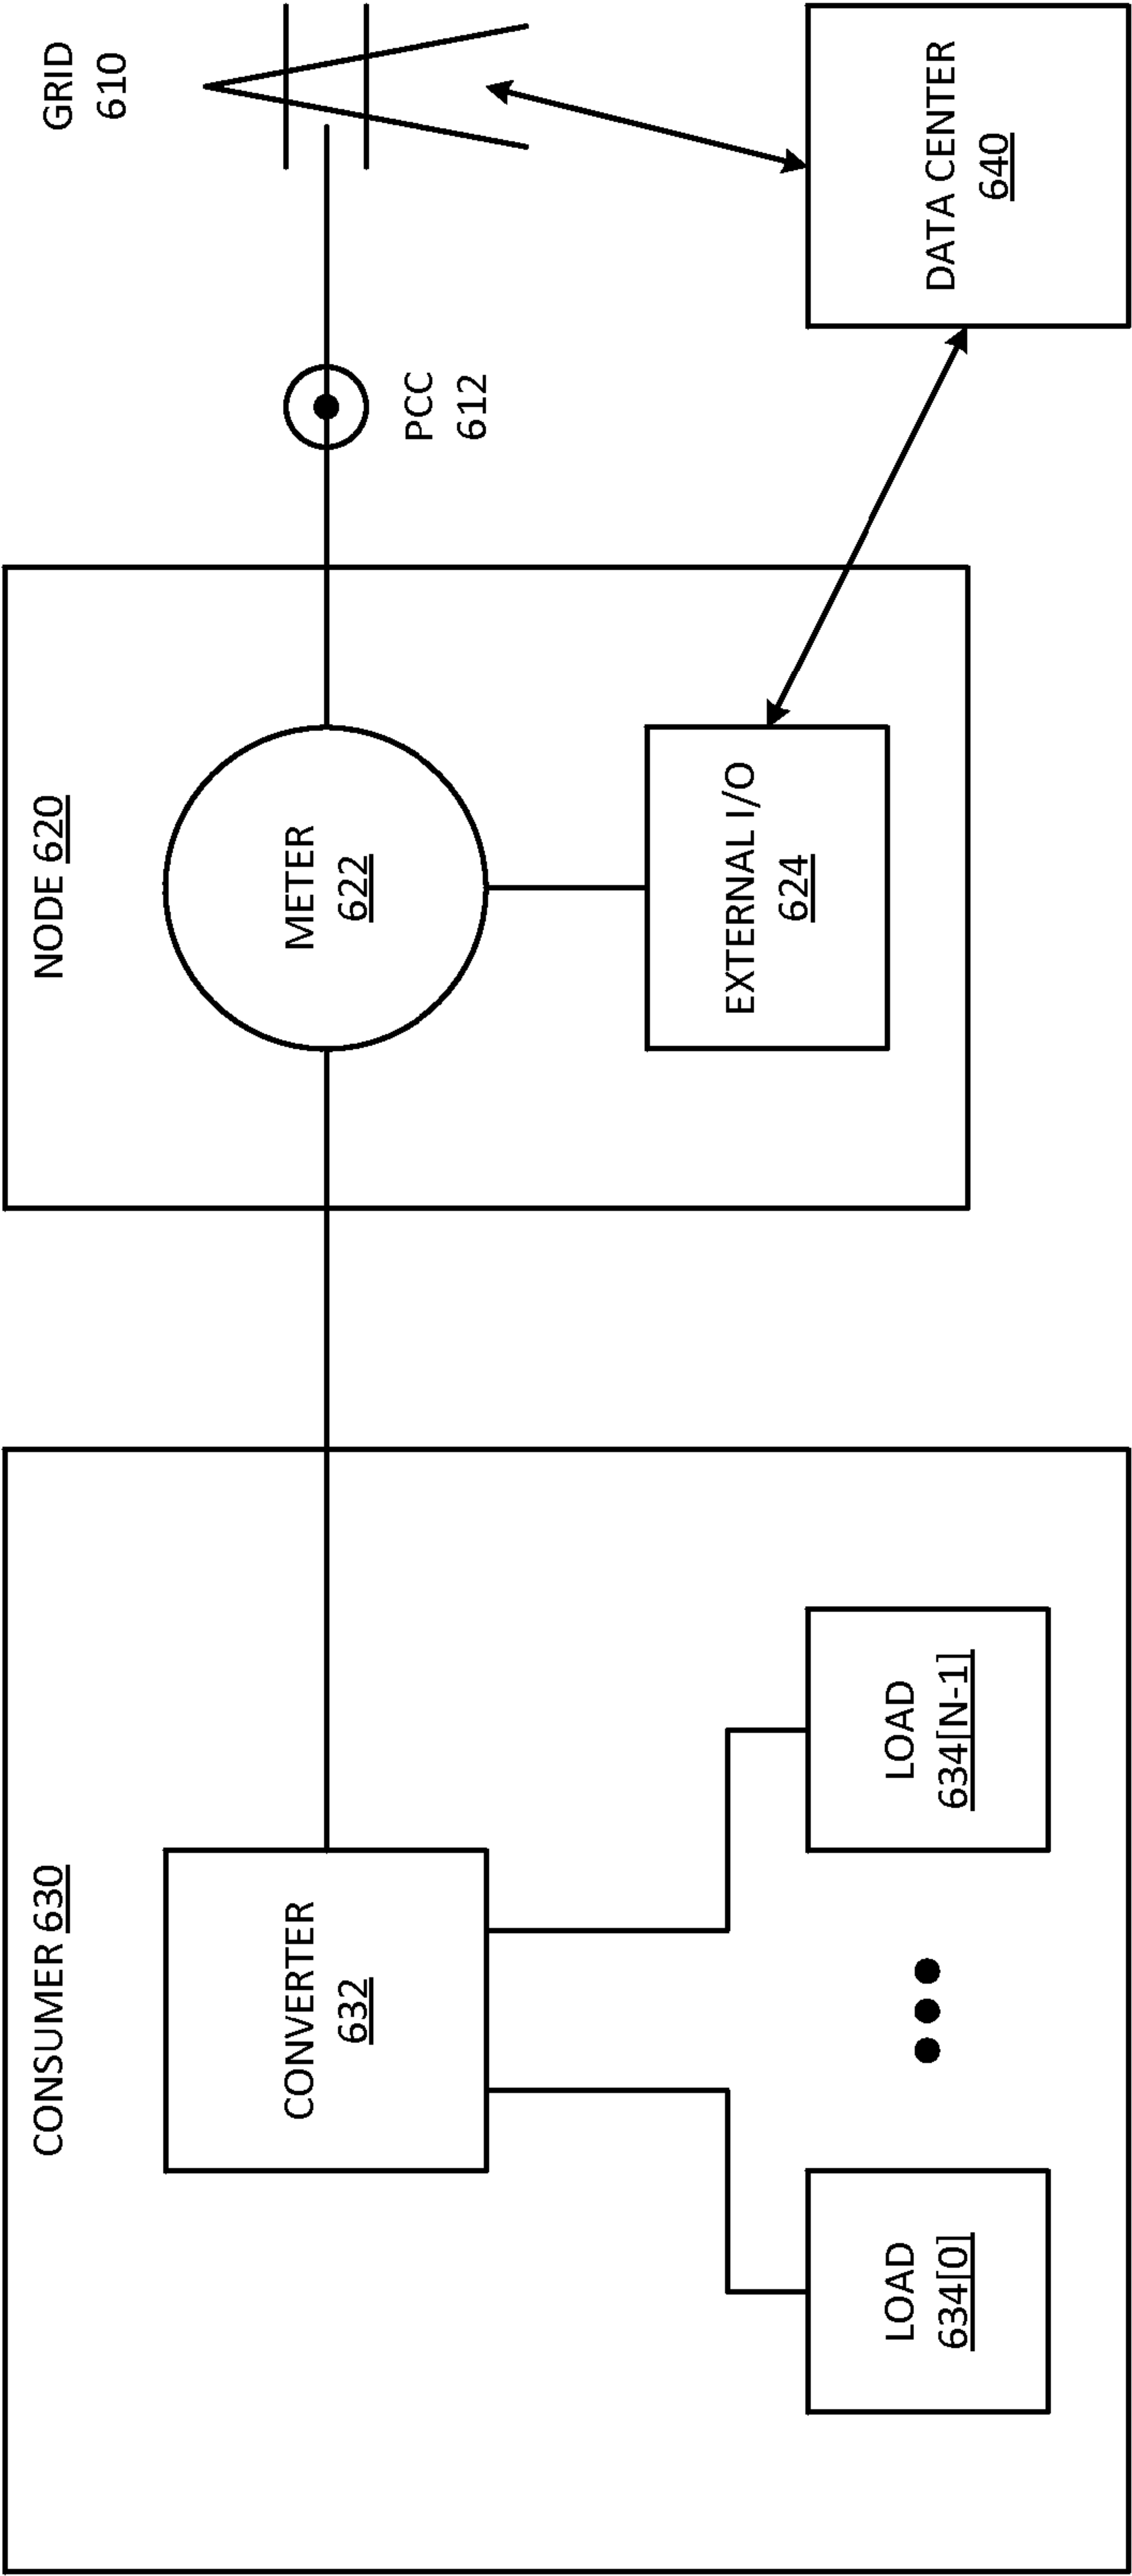 CONSUMER 630
CONVERTER
632
LOAD
634[0]
LOAD
634[N-1]
NODE 620
METER
622
EXTERNAL I/O
624
PCC
612
GRID
610
DATA CENTER
640